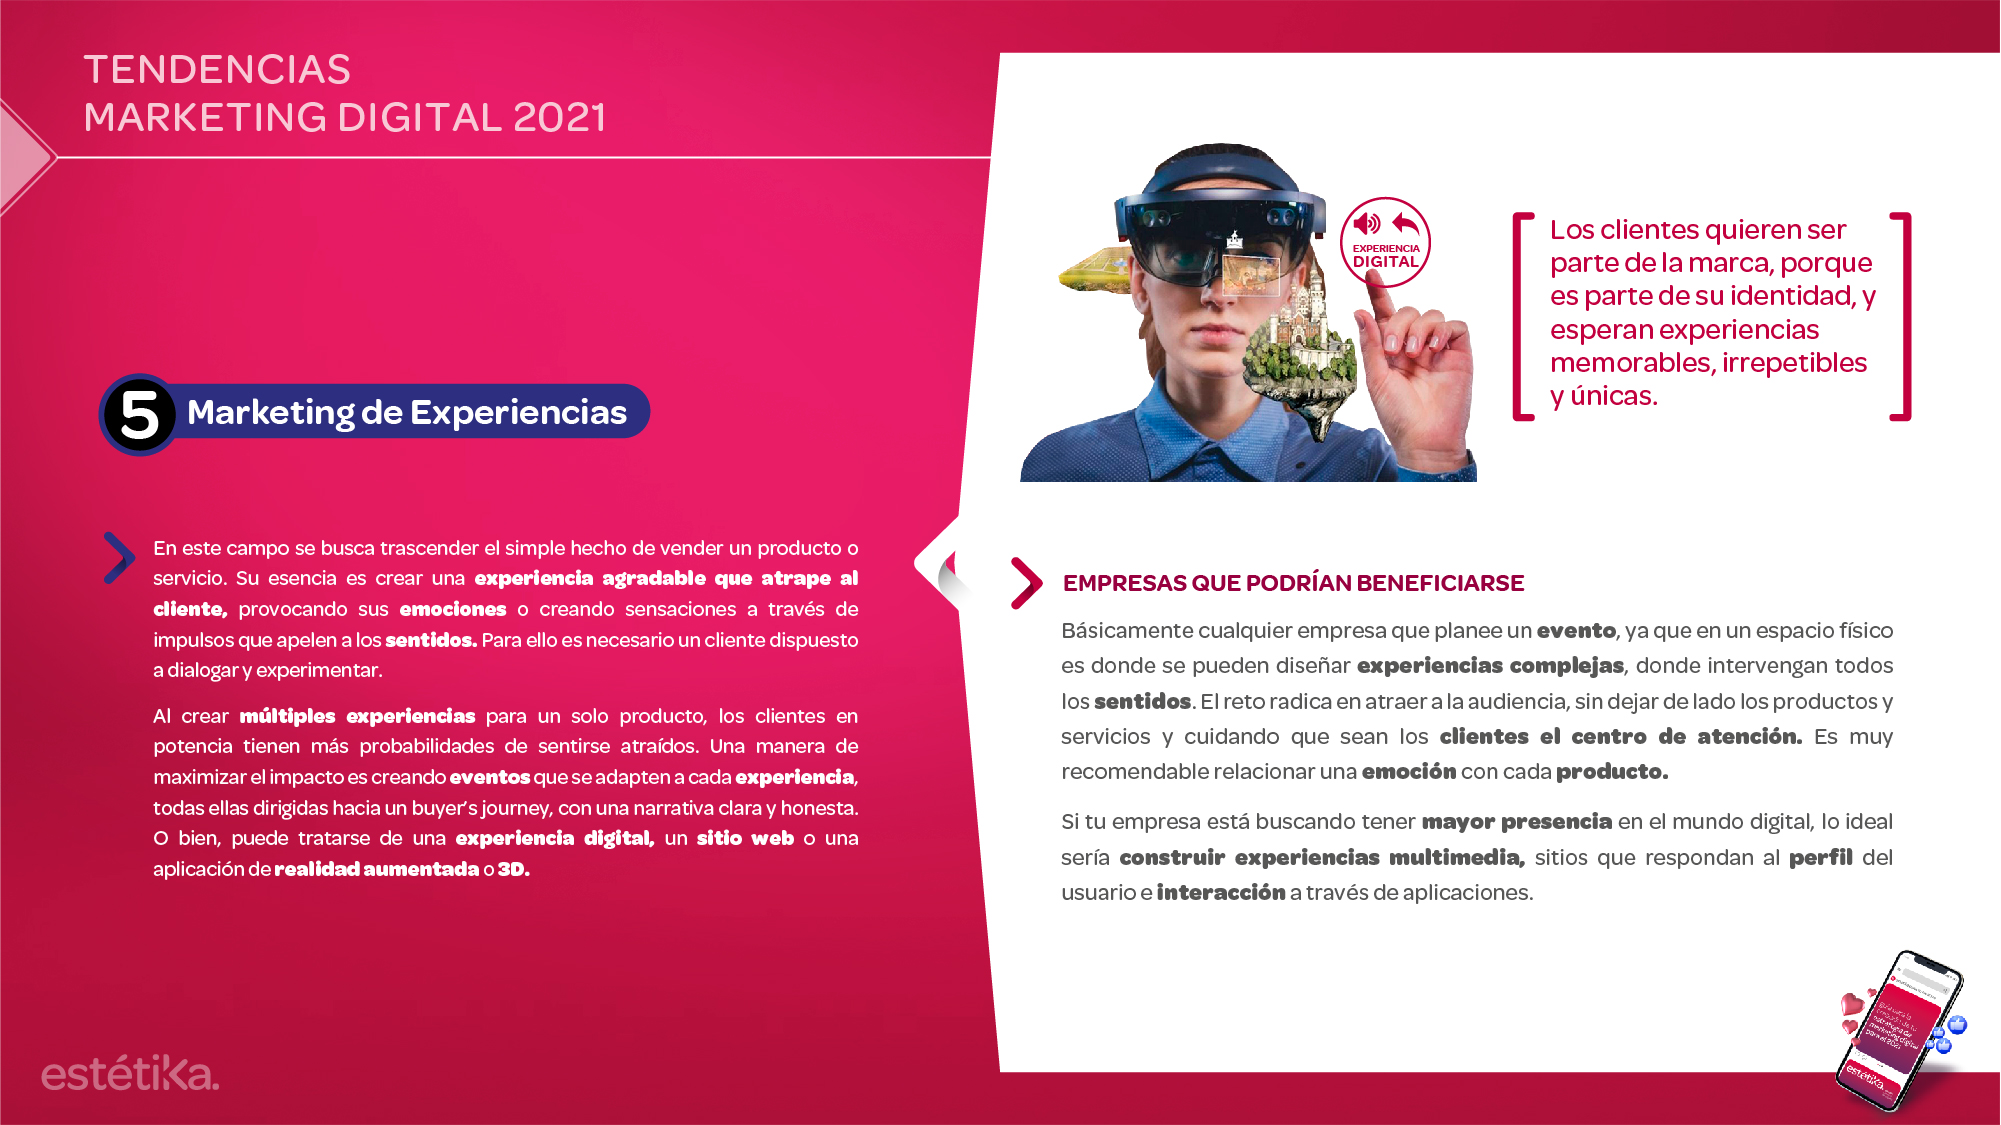 TENDENCIAS
MARKETING DIGITAL 2021
5 Marketing de Experiencias
En este campo se busca trascender el simple hecho de vender un producto o
servicio. Su esencia es crear una experiencia agradable que atrape al
cliente, provocando sus emociones o creando sensaciones a través de
impulsos que apelen a los sentidos. Para ello es necesario un cliente dispuesto
a dialogar y experimentar.
Al crear múltiples experiencias para un solo producto, los clientes en
potencia tienen más probabilidades de sentirse atraídos. Una manera de
maximizar el impacto es creando eventos que se adapten a cada experiencia,
todas ellas dirigidas hacia un buyer's journey, con una narrativa clara y honesta.
O bien, puede tratarse de una experiencia digital, un sitio web o una
aplicación de realidad aumentada o 3D.
estétika.
EXPERIENCIA
DIGITAL
Los clientes quieren ser
parte de la marca, porque
es parte de su identidad, y
esperan experiencias
memorables, irrepetibles
y únicas.
EMPRESAS QUE PODRÍAN BENEFICIARSE
Básicamente cualquier empresa que planee un evento, ya que en un espacio físico
es donde se pueden diseñar experiencias complejas, donde intervengan todos
los sentidos. El reto radica en atraer a la audiencia, sin dejar de lado los productos y
servicios y cuidando que sean los clientes el centro de atención. Es muy
recomendable relacionar una emoción con cada producto.
Si tu empresa está buscando tener mayor presencia en el mundo digital, lo ideal
sería construir experiencias multimedia, sitios que respondan al perfil del
usuario e interacción a través de aplicaciones.
estrategia de
marketing digital
para el 2021
estétika.